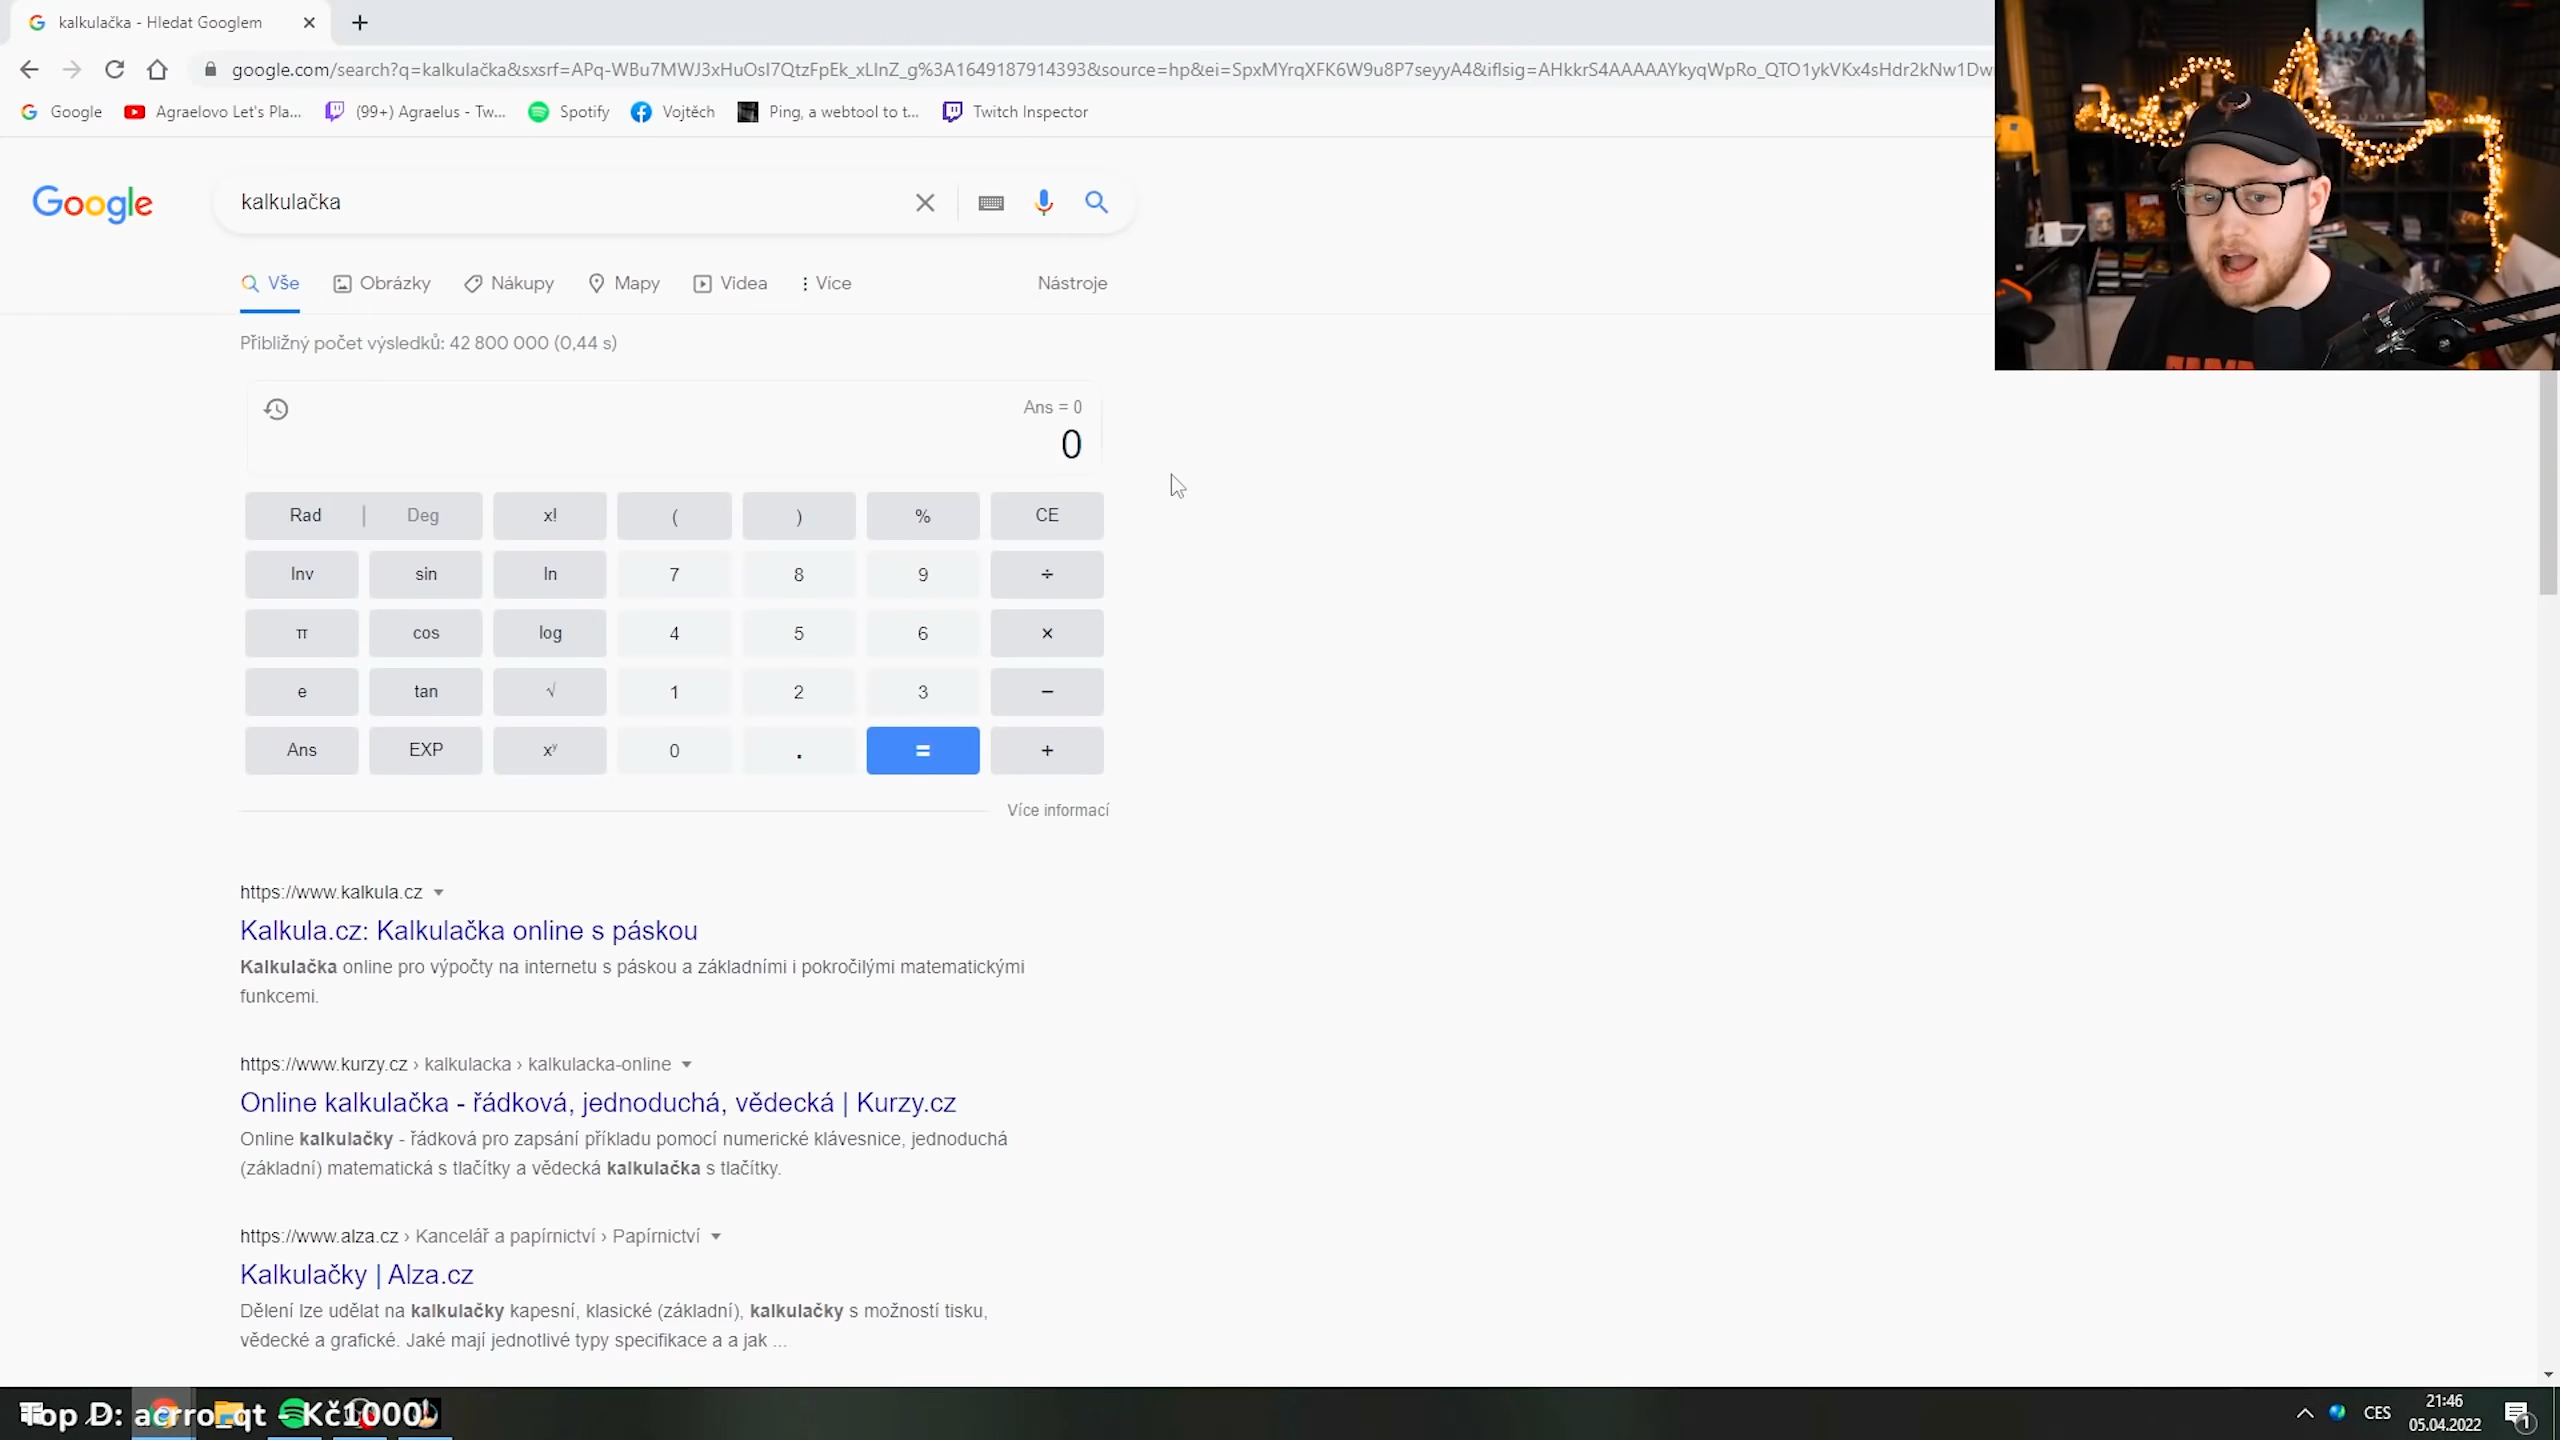 kalkulačka - Hledat Googlem
google.com/search?q=kalkulačka&sxsrf=APq-WBu7MWJ3xHuOsI7QtzFpEk_xLlnZ_g%3A1649187914393&source=hp&ei=SpxMYrqXFK6W9u8P7seyyA4&iflsig=AHkkrS4AAAAAYkyqWpRo_QTO1ykVKx4sHdr2kNw1Dw
Google Agraelovo Let's Pla... (99+) Agraelus - Tw... Spotify Vojtěch Ping, a webtool to t... Twitch Inspector
Google kalkulačka
Vše Obrázky Nákupy Mapy Videa Více Nástroje
Přibližný počet výsledků: 42 800 000 (0,44 s)
Ans = 0
0
Rad | Deg x! ( ) % CE
Inv sin ln 7 8 9 ÷
π cos log 4 5 6 ×
e tan √ 1 2 3 −
Ans EXP xʸ 0 . = +
Více informací
https://www.kalkula.cz
Kalkula.cz: Kalkulačka online s páskou
Kalkulačka online pro výpočty na internetu s páskou a základními i pokročilými matematickými
funkcemi.
https://www.kurzy.cz › kalkulacka › kalkulacka-online
Online kalkulačka - řádková, jednoduchá, vědecká | Kurzy.cz
Online kalkulačky - řádková pro zapsání příkladu pomocí numerické klávesnice, jednoduchá
(základní) matematická s tlačítky a vědecká kalkulačka s tlačítky.
https://www.alza.cz › Kancelář a papírnictví › Papírnictví
Kalkulačky | Alza.cz
Dělení lze udělat na kalkulačky kapesní, klasické (základní), kalkulačky s možností tisku,
vědecké a grafické. Jaké mají jednotlivé typy specifikace a a jak ...
Top D: acrro_qt - Kč1000!
CES
21:46
05.04.2022
1